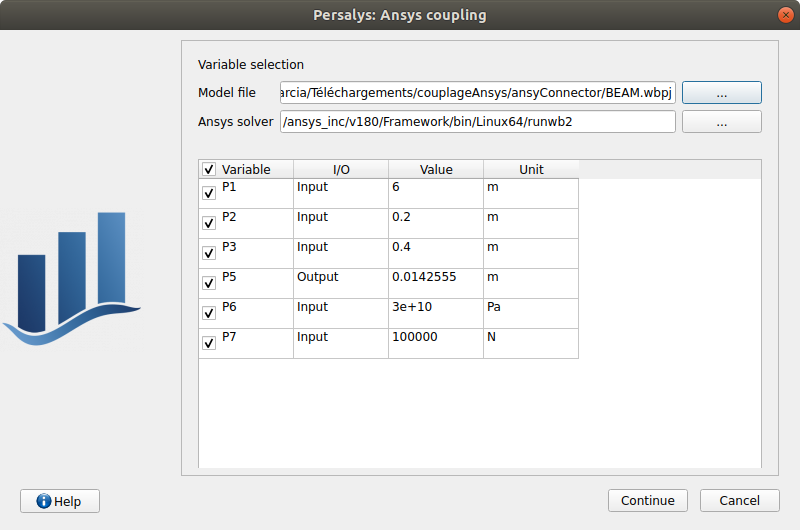 Persalys: Ansys coupling
Variable selection
Model file arcia/Téléchargements/couplageAnsys/ansyConnector/BEAM.wbpj ...
Ansys solver /ansys_inc/v180/Framework/bin/Linux64/runwb2 ...
Variable I/O Value Unit
P1 Input 6 m
P2 Input 0.2 m
P3 Input 0.4 m
P5 Output 0.0142555 m
P6 Input 3e+10 Pa
P7 Input 100000 N
Help Continue Cancel